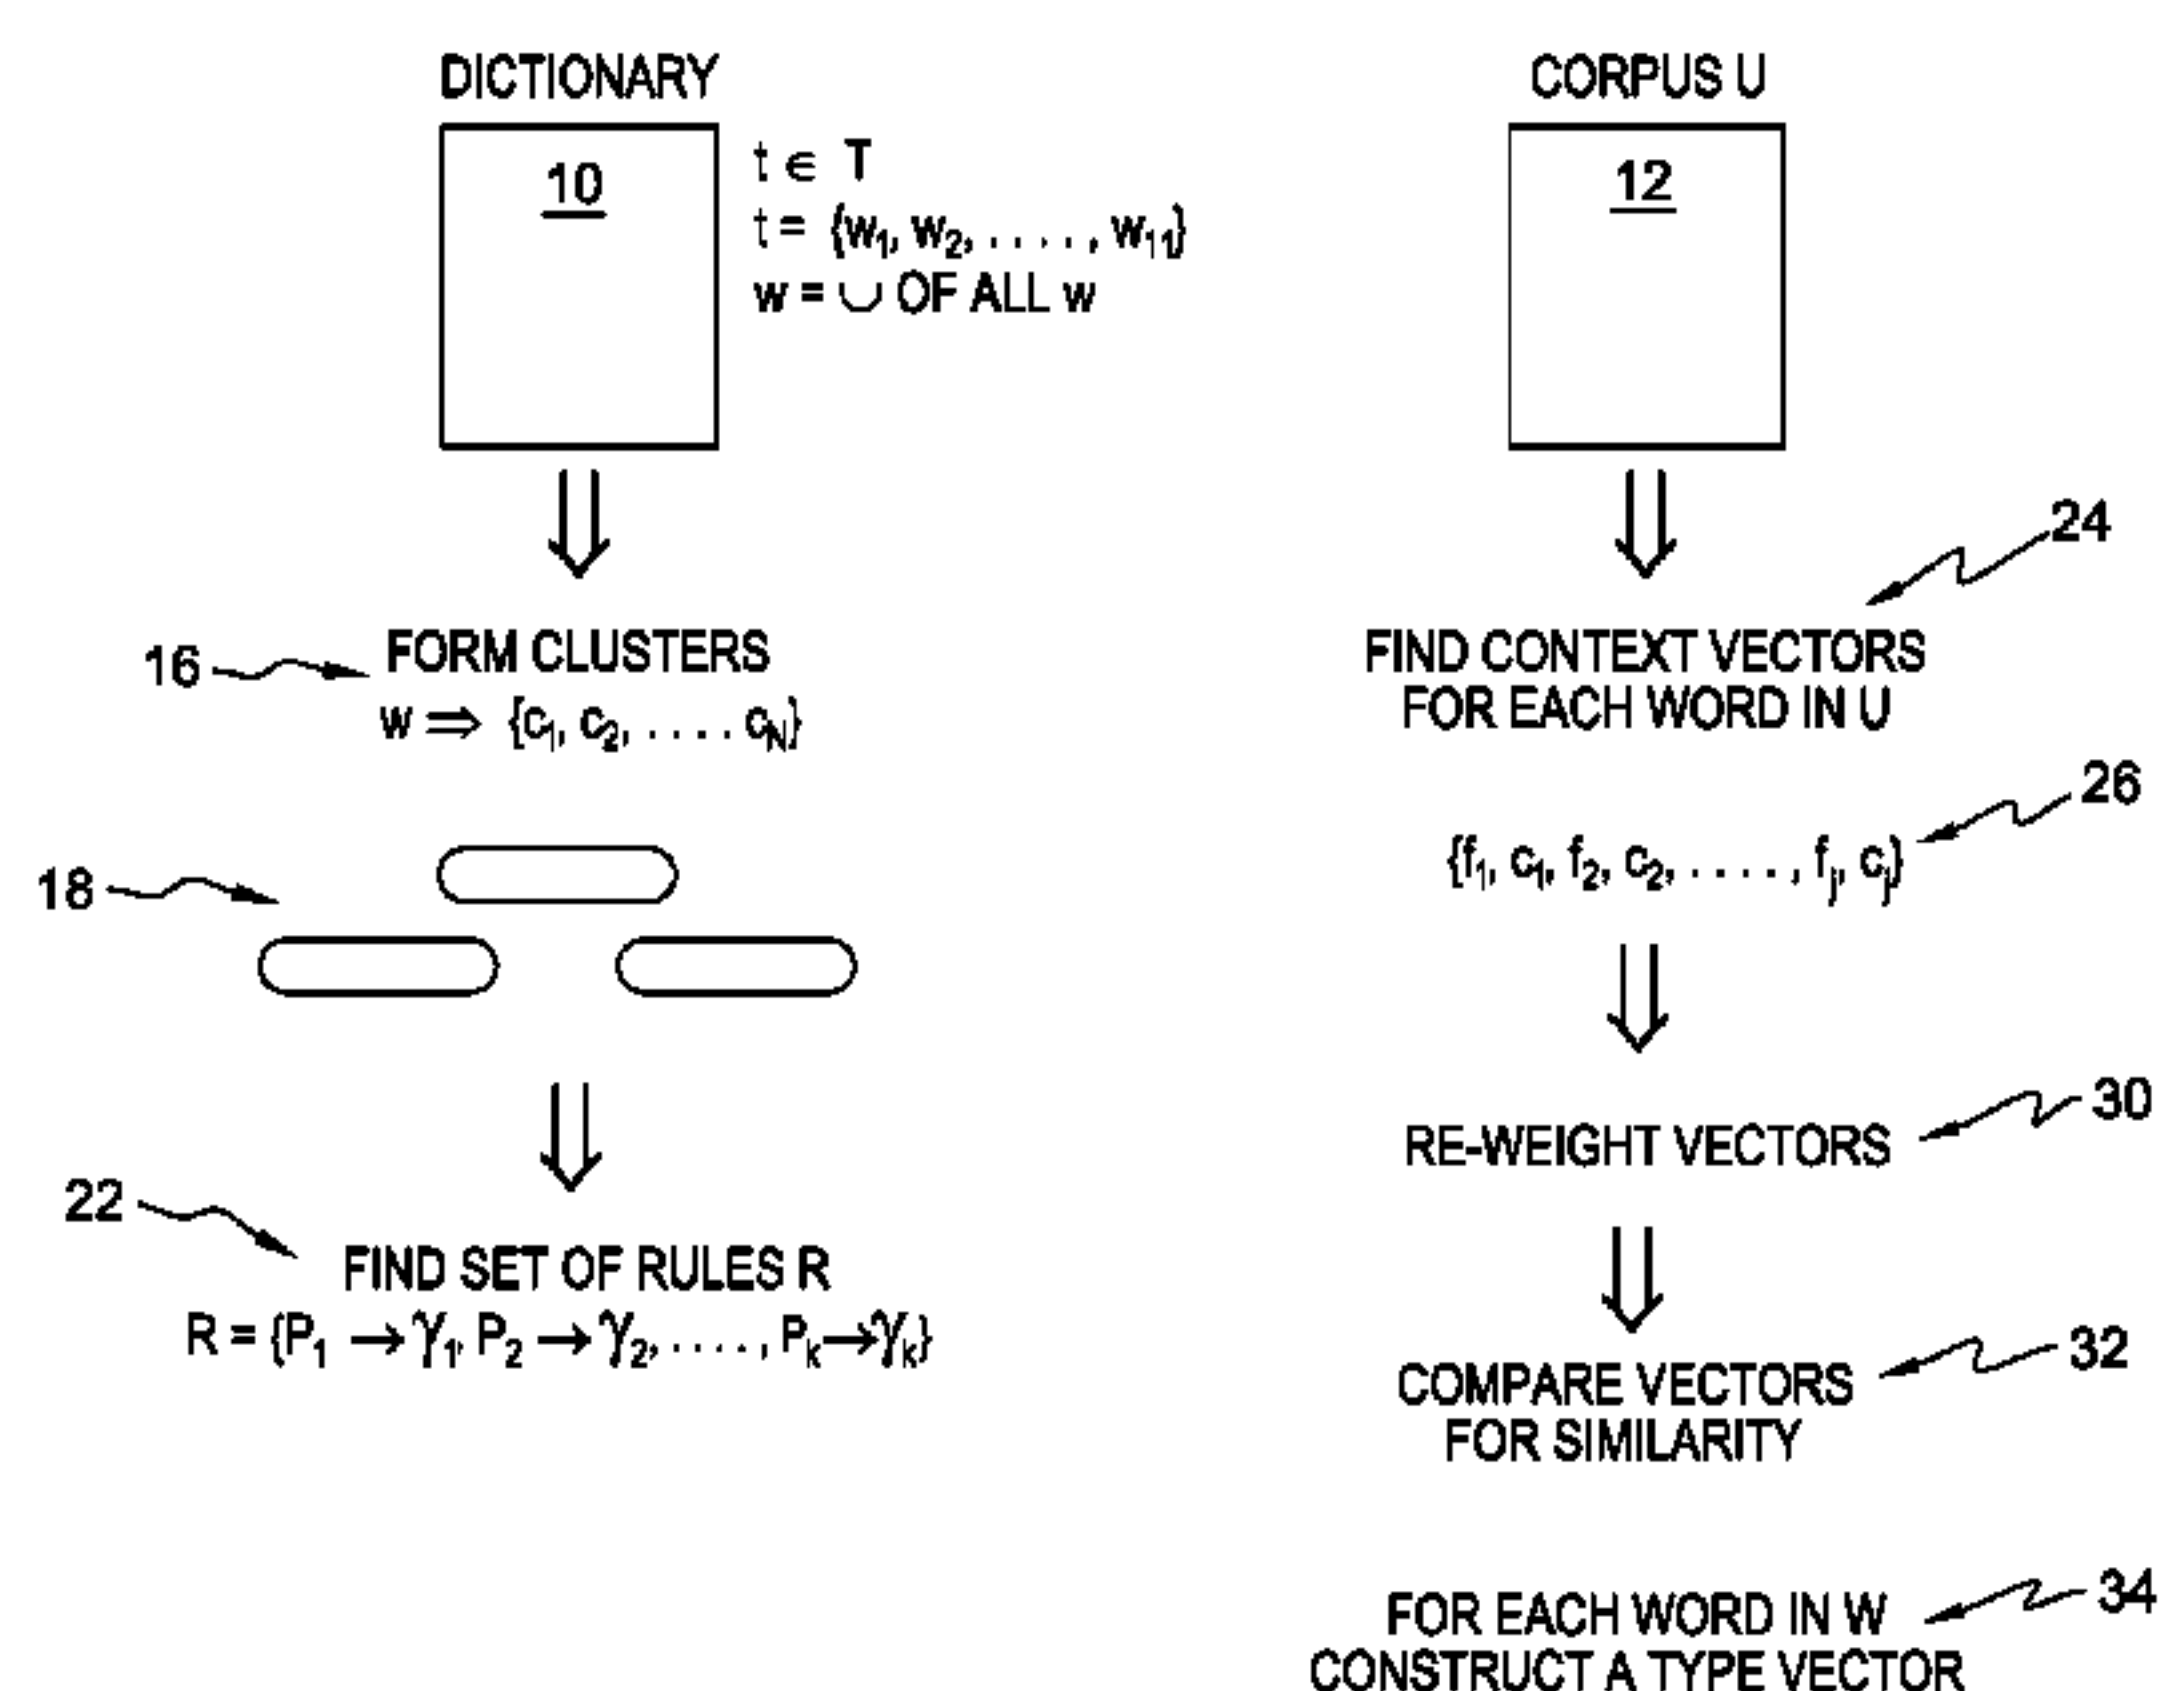 DICTIONARY
10
t ∈ T
t = {w₁, w₂, . . . . , w₁₁}
w = ∪ OF ALL w
16
FORM CLUSTERS
w ⇒ {c₁, c₂, . . . . c_N}
18
22
FIND SET OF RULES R
R = {P₁ → γ₁, P₂ → γ₂, . . . . , Pₖ → γₖ}
CORPUS U
12
24
FIND CONTEXT VECTORS
FOR EACH WORD IN U
26
{f₁, c₁, f₂, c₂, . . . . , fⱼ, cⱼ}
30
RE-WEIGHT VECTORS
32
COMPARE VECTORS
FOR SIMILARITY
34
FOR EACH WORD IN W
CONSTRUCT A TYPE VECTOR